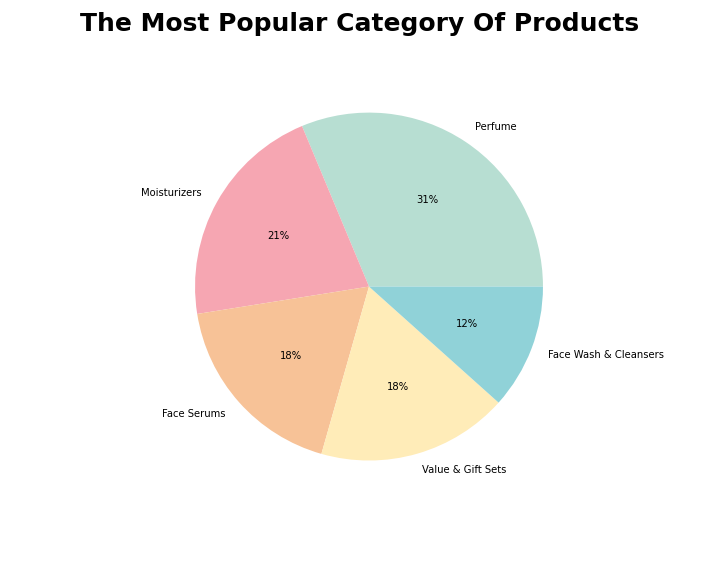 The Most Popular Category Of Products
Perfume
31%
Moisturizers
21%
Face Serums
18%
Value & Gift Sets
18%
Face Wash & Cleansers
12%